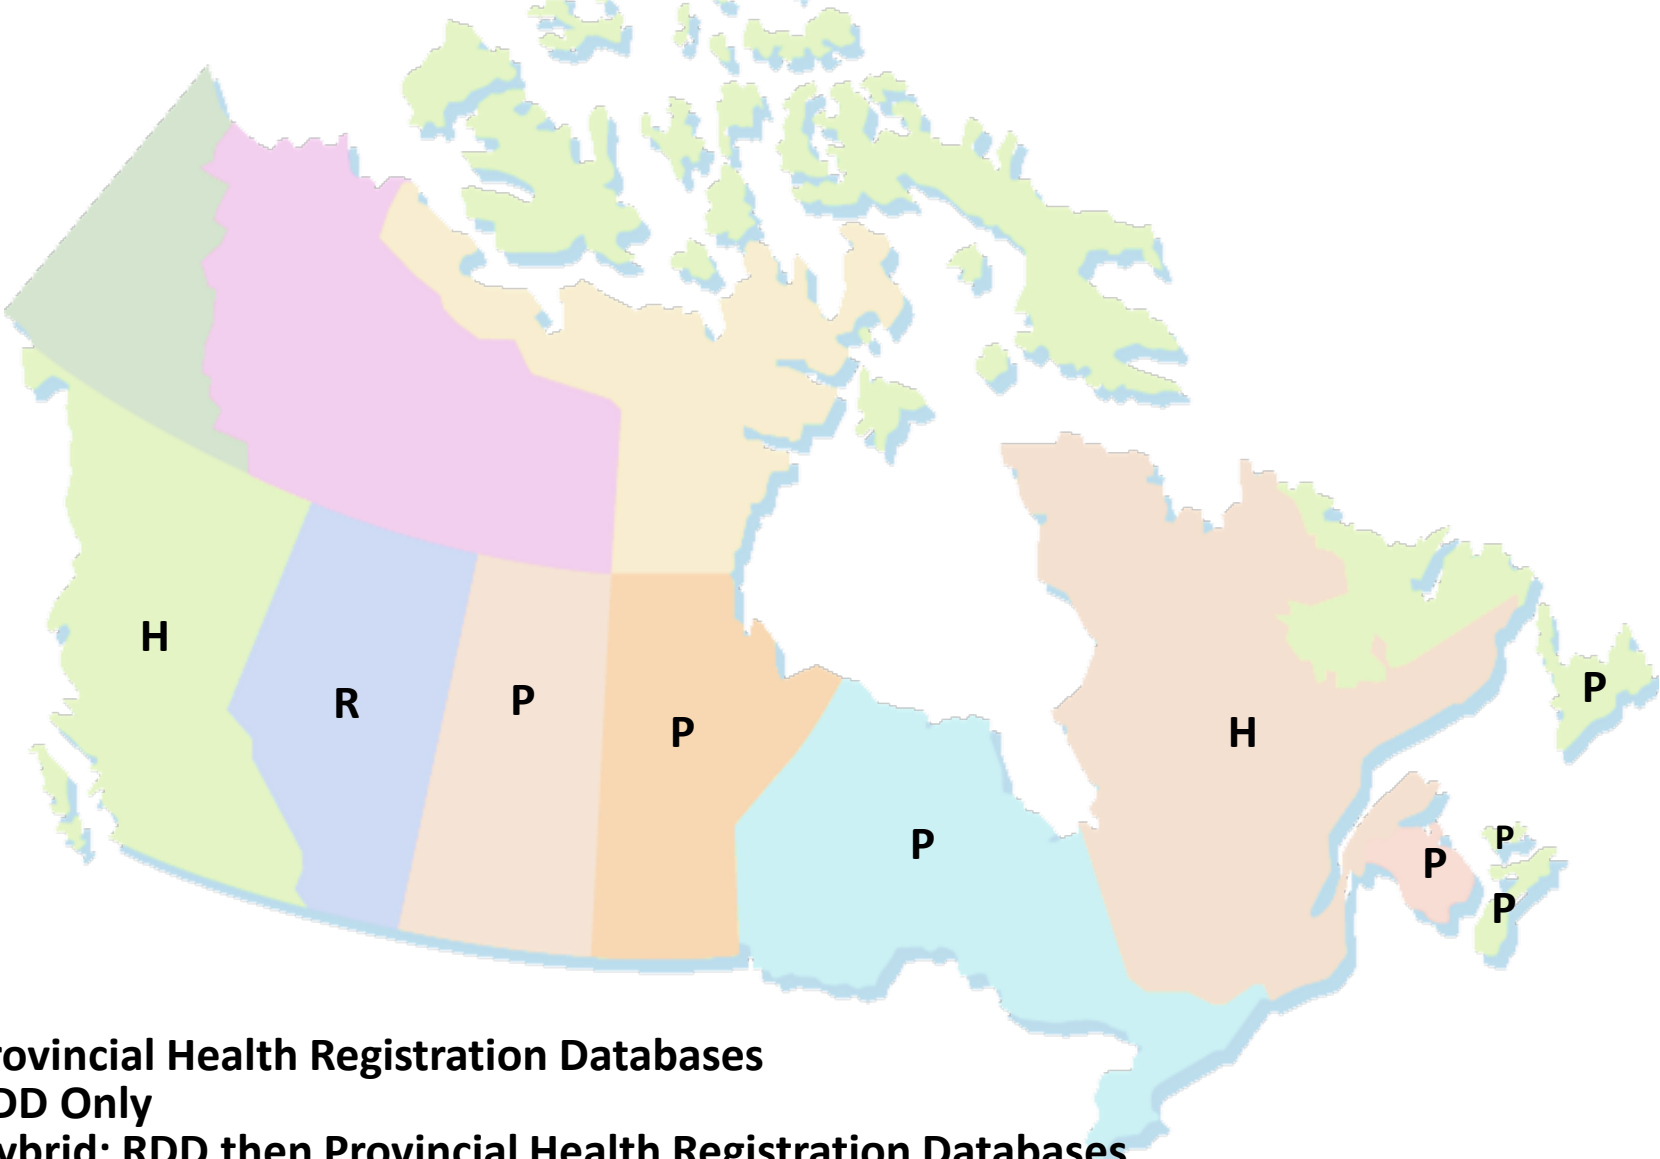 H
R
P
P
P
H
P
P
P
P
rovincial Health Registration Databases
DD Only
ybrid: RDD then Provincial Health Registration Databases